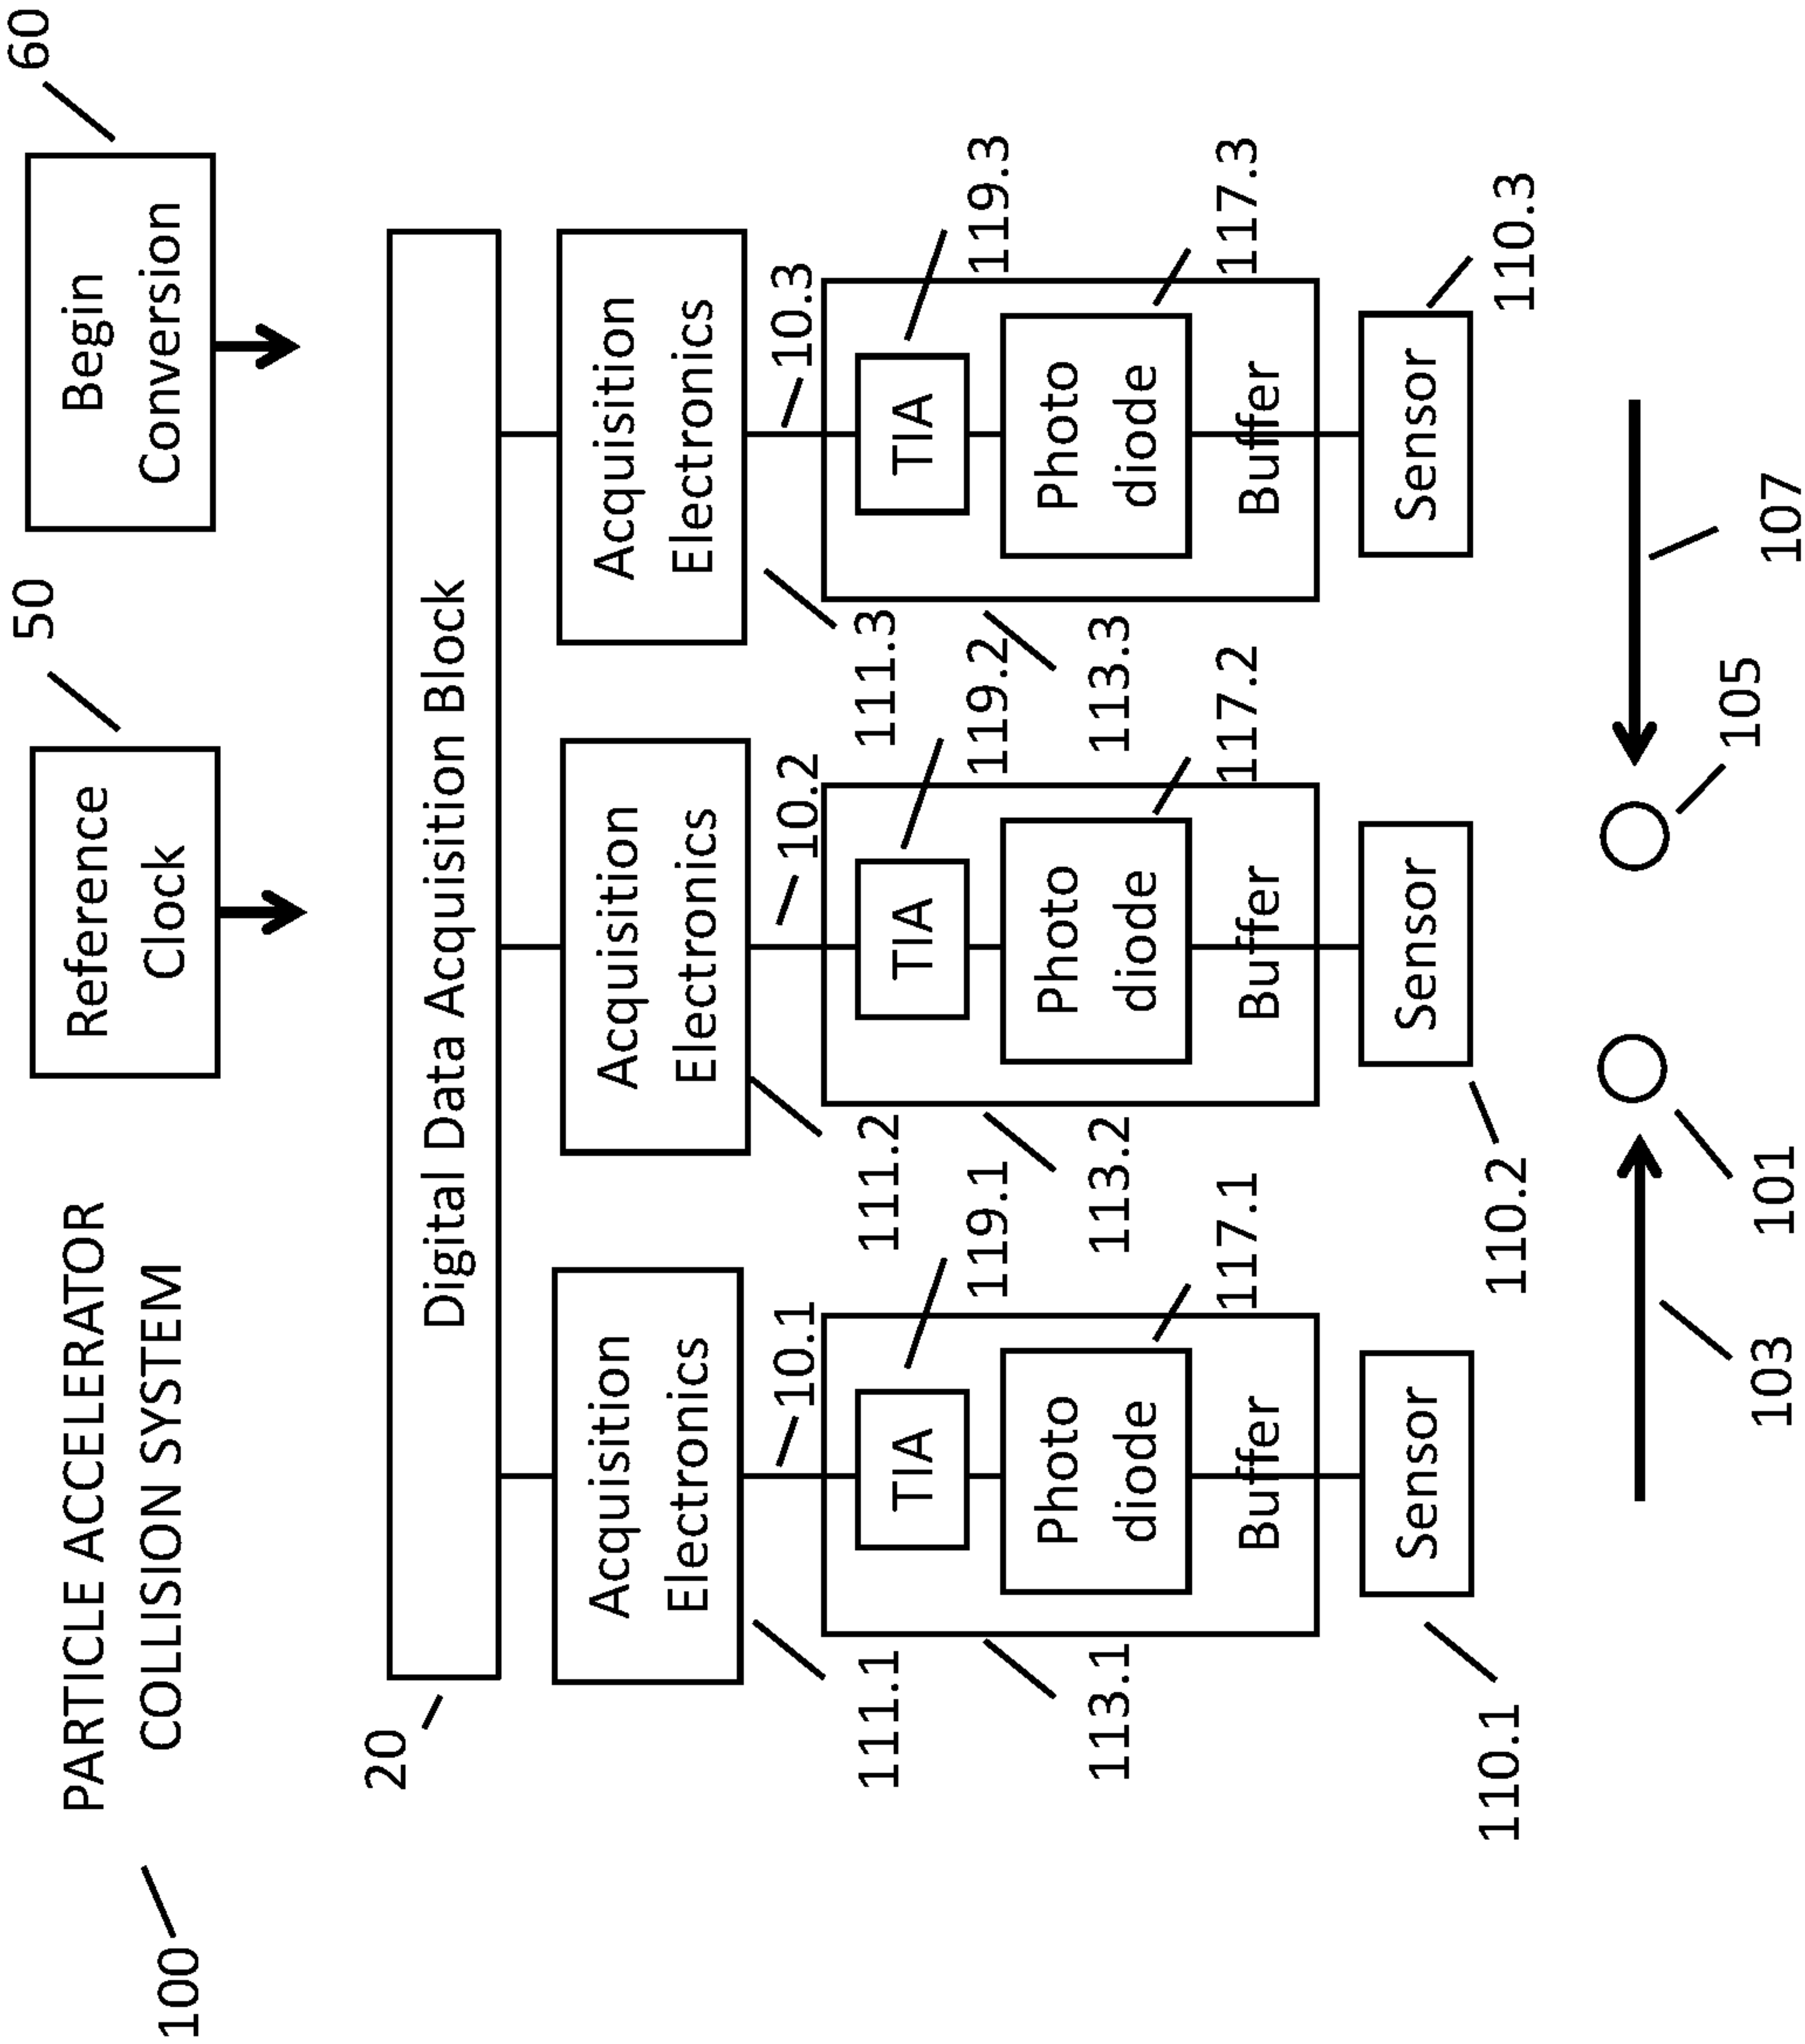 60
50
Begin
Conversion
Reference
Clock
PARTICLE ACCELERATOR
COLLISION SYSTEM
100
20
Digital Data Acquisition Block
Acquisition
Electronics
Acquisition
Electronics
Acquisition
Electronics
111.1
10.1
111.2
10.2
111.3
10.3
TIA
TIA
TIA
119.1
119.2
119.3
Photo
diode
Photo
diode
Photo
diode
113.1
113.2
113.3
117.1
117.2
117.3
Buffer
Buffer
Buffer
Sensor
Sensor
Sensor
110.1
110.2
110.3
103
101
105
107